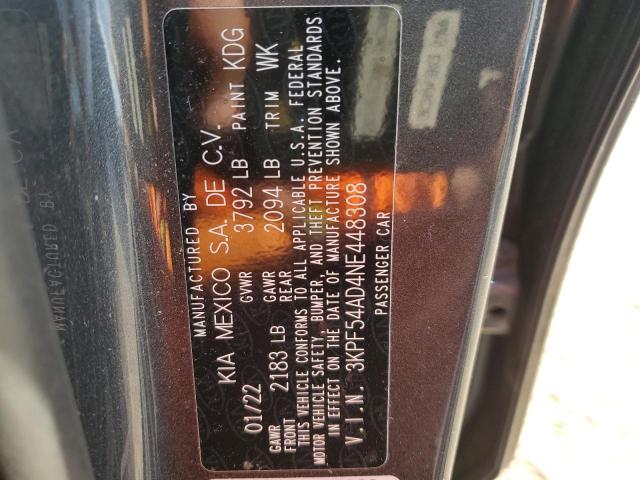 MANUFACTURED BY
KIA MEXICO S.A. DE C.V.
01/22 GVWR 3792 LB PAINT KDG
GAWR FRONT 2183 LB GAWR REAR 2094 LB TRIM WK
THIS VEHICLE CONFORMS TO ALL APPLICABLE U.S.A. FEDERAL
MOTOR VEHICLE SAFETY, BUMPER, AND THEFT PREVENTION STANDARDS
IN EFFECT ON THE DATE OF MANUFACTURE SHOWN ABOVE.
V.I.N. 3KPF54AD4NE448308
PASSENGER CAR